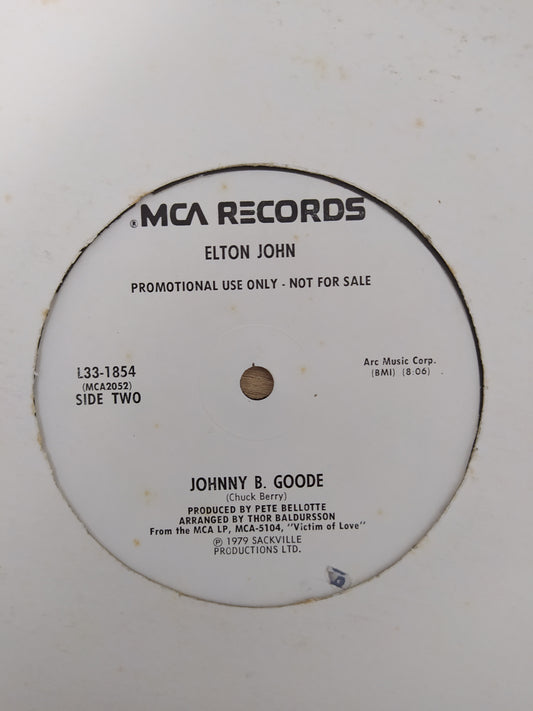 ® MCA RECORDS
ELTON JOHN
PROMOTIONAL USE ONLY - NOT FOR SALE
L33-1854
(MCA2052)
SIDE TWO
Arc Music Corp.
(BMI) (8:06)
JOHNNY B. GOODE
(Chuck Berry)
PRODUCED BY PETE BELLOTTE
ARRANGED BY THOR BALDURSSON
From the MCA LP, MCA-5104, "Victim of Love"
℗ 1979 SACKVILLE
PRODUCTIONS LTD.